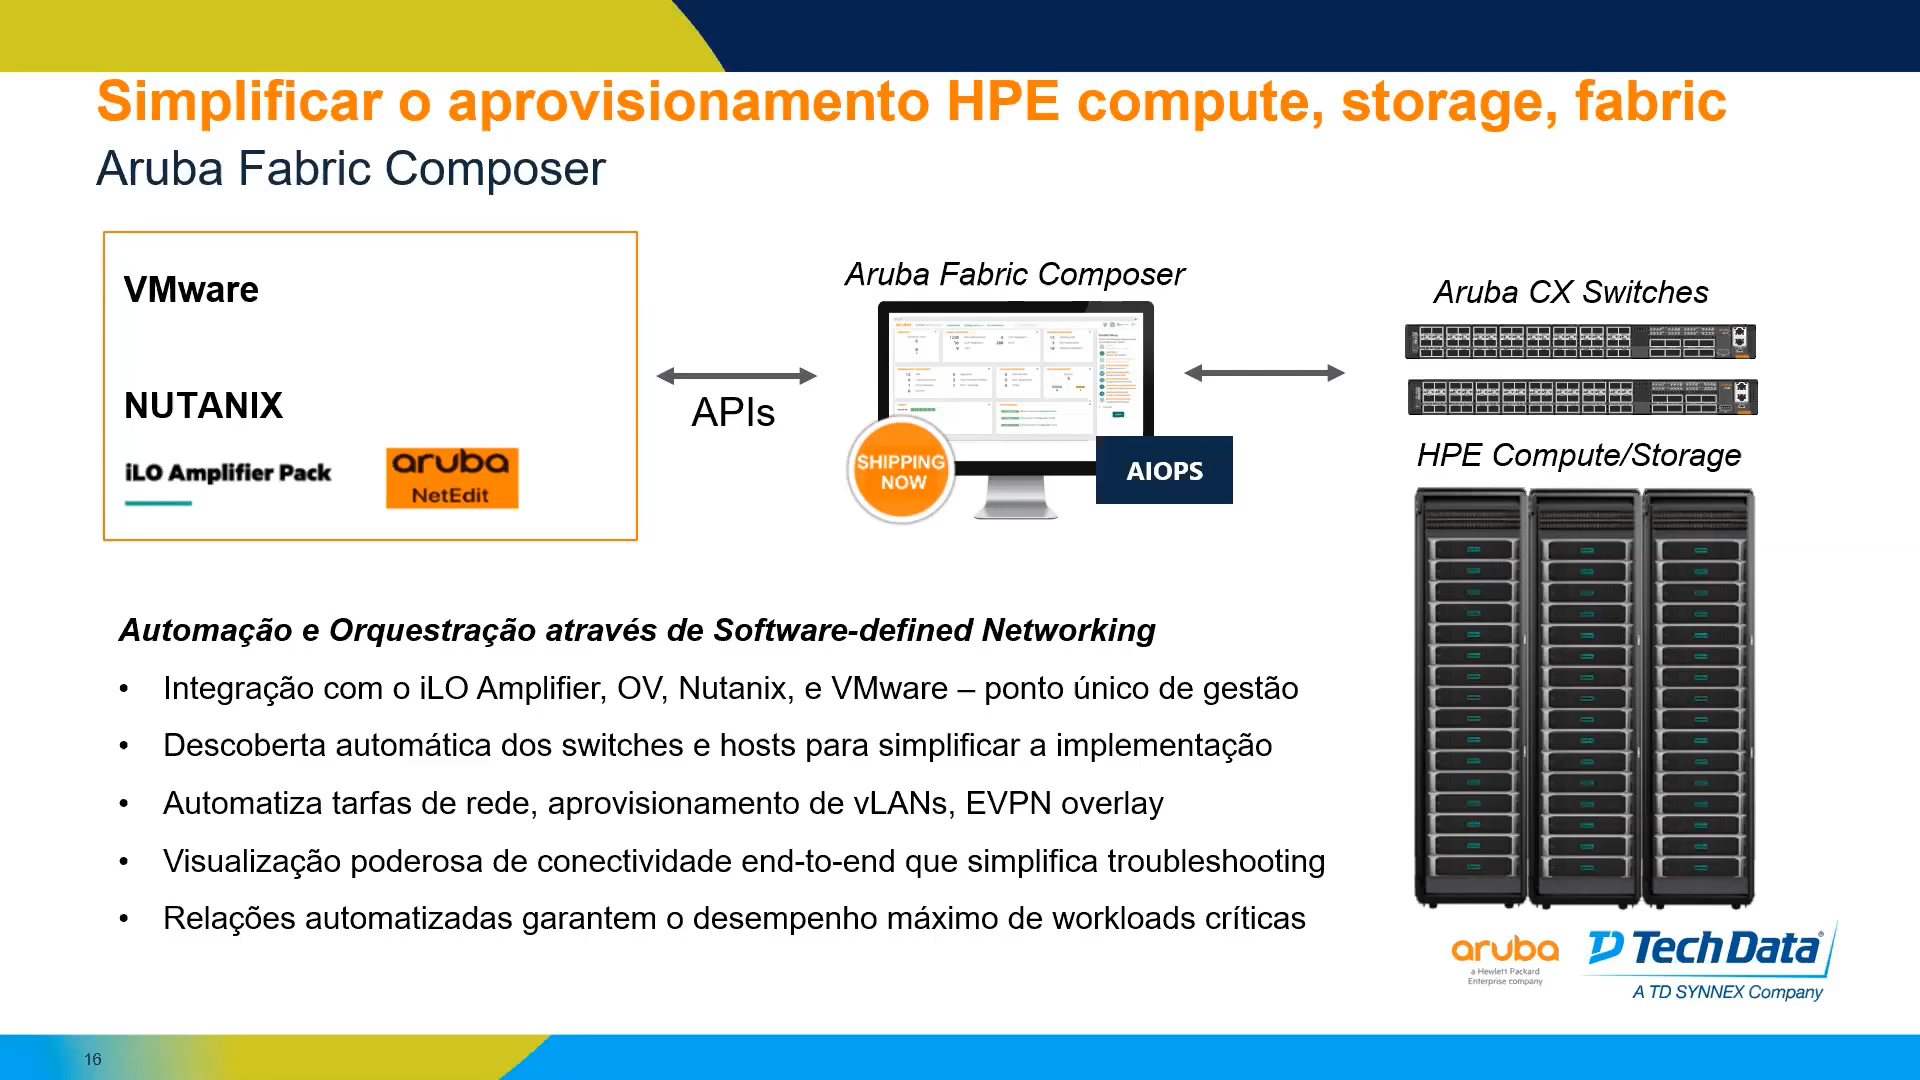 Simplificar o aprovisionamento HPE compute, storage, fabric
Aruba Fabric Composer
VMware
NUTANIX
iLO Amplifier Pack
aruba
NetEdit
APIs
Aruba Fabric Composer
SHIPPING
NOW
AIOPS
Aruba CX Switches
HPE Compute/Storage
Automação e Orquestração através de Software-defined Networking
• Integração com o iLO Amplifier, OV, Nutanix, e VMware – ponto único de gestão
• Descoberta automática dos switches e hosts para simplificar a implementação
• Automatiza tarfas de rede, aprovisionamento de vLANs, EVPN overlay
• Visualização poderosa de conectividade end-to-end que simplifica troubleshooting
• Relações automatizadas garantem o desempenho máximo de workloads críticas
aruba
a Hewlett Packard
Enterprise company
TechData
A TD SYNNEX Company
16